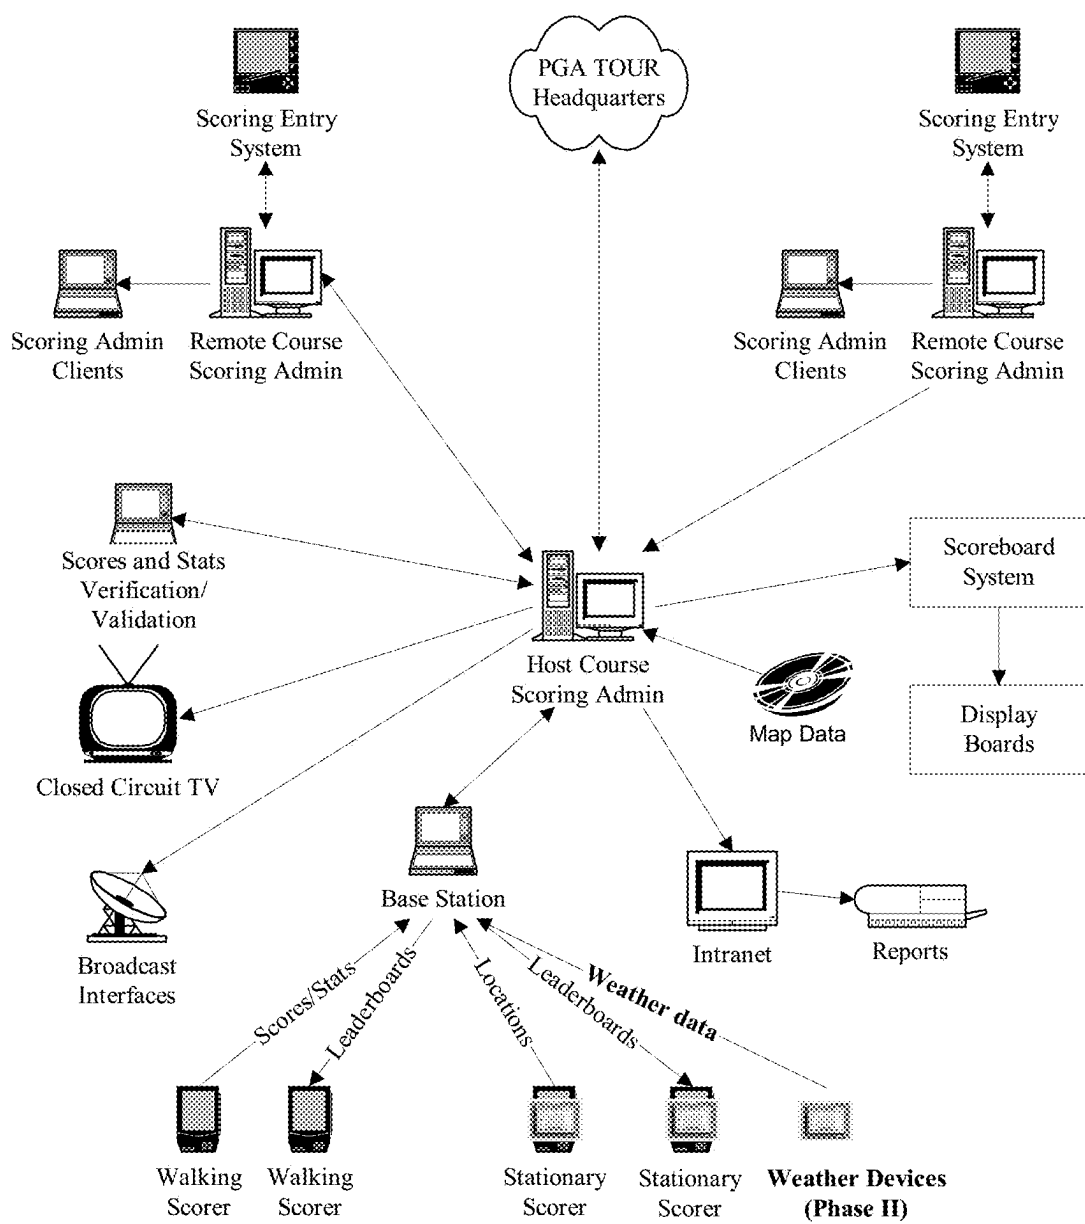 PGA TOUR
Headquarters
Scoring Entry
System
Scoring Entry
System
Scoring Admin
Clients
Remote Course
Scoring Admin
Scoring Admin
Clients
Remote Course
Scoring Admin
Scores and Stats
Verification/
Validation
Scoreboard
System
Host Course
Scoring Admin
Map Data
Display
Boards
Closed Circuit TV
Base Station
Broadcast
Interfaces
Intranet
Reports
Scores/Stats
Leaderboards
Locations
Leaderboards
Weather data
Walking
Scorer
Walking
Scorer
Stationary
Scorer
Stationary
Scorer
Weather Devices
(Phase II)